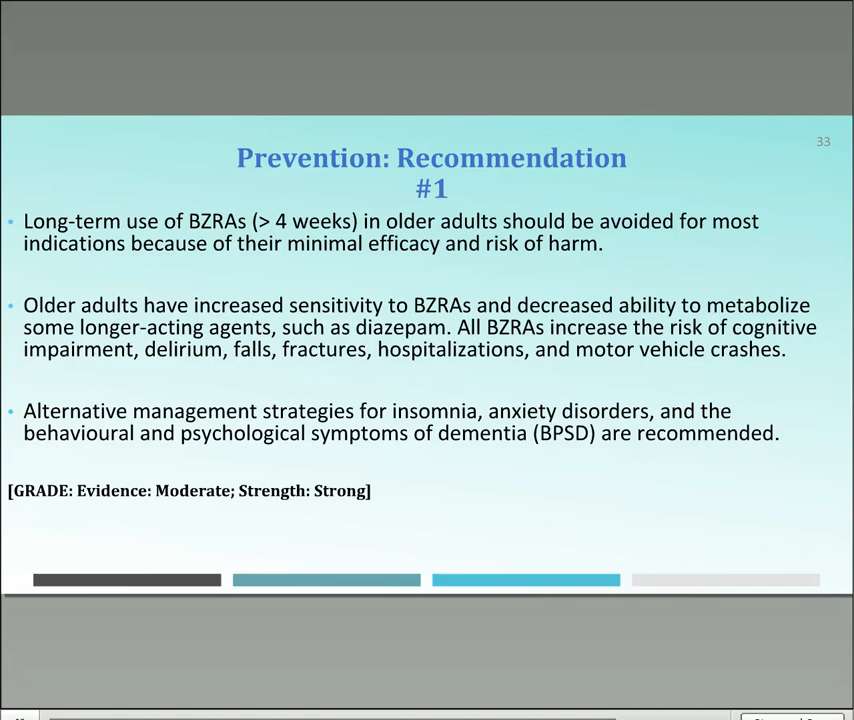 33
Prevention: Recommendation
#1
• Long-term use of BZRAs (> 4 weeks) in older adults should be avoided for most
indications because of their minimal efficacy and risk of harm.
• Older adults have increased sensitivity to BZRAs and decreased ability to metabolize
some longer-acting agents, such as diazepam. All BZRAs increase the risk of cognitive
impairment, delirium, falls, fractures, hospitalizations, and motor vehicle crashes.
• Alternative management strategies for insomnia, anxiety disorders, and the
behavioural and psychological symptoms of dementia (BPSD) are recommended.
[GRADE: Evidence: Moderate; Strength: Strong]